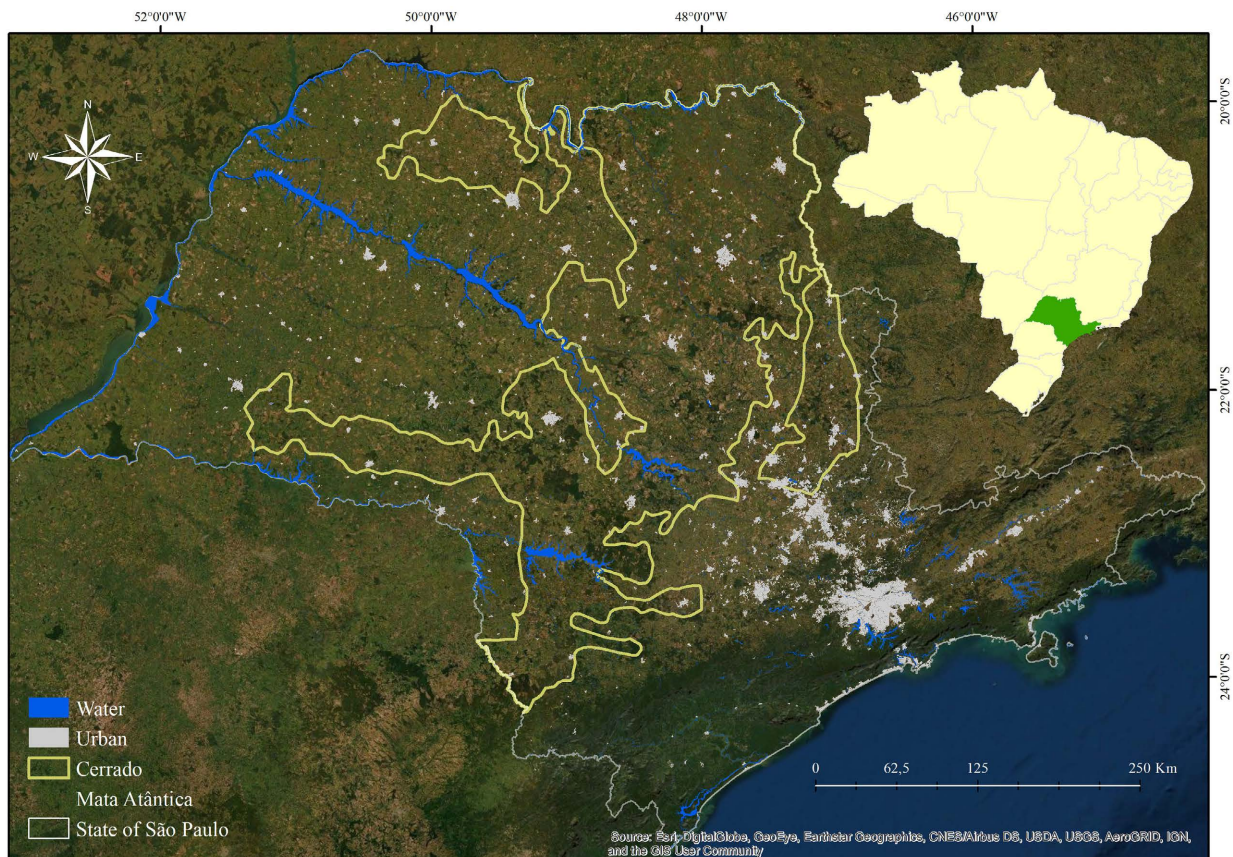 52°0'0"W 50°0'0"W 48°0'0"W 46°0'0"W
20°0'0"S
22°0'0"S
24°0'0"S
N
W E
S
Water
Urban
Cerrado
Mata Atântica
State of São Paulo
0 62,5 125 250 Km
Source: Esri, DigitalGlobe, GeoEye, Earthstar Geographics, CNES/Airbus DS, USDA, USGS, AeroGRID, IGN,
and the GIS User Community